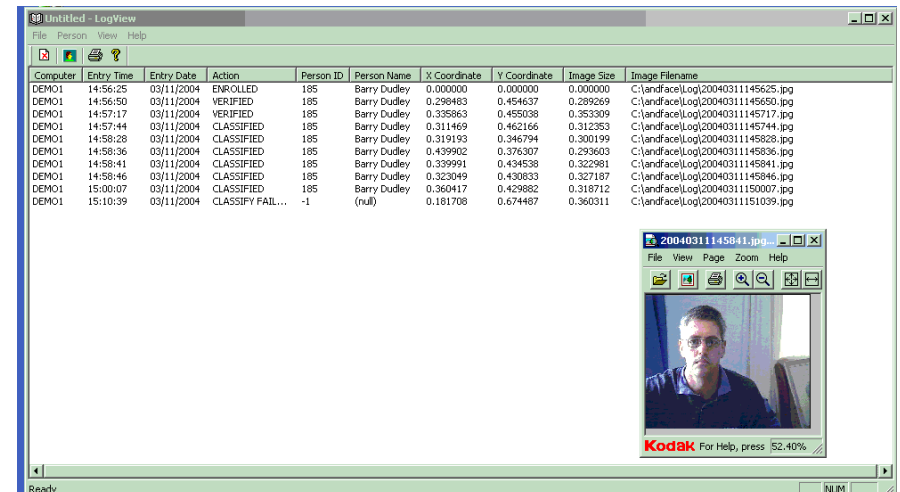 Untitled - LogView
File Person View Help
Computer Entry Time Entry Date Action Person ID Person Name X Coordinate Y Coordinate Image Size Image Filename
DEMO1 14:56:25 03/11/2004 ENROLLED 185 Barry Dudley 0.000000 0.000000 0.000000 C:\andface\Log\20040311145625.jpg
DEMO1 14:56:50 03/11/2004 VERIFIED 185 Barry Dudley 0.298483 0.454637 0.289269 C:\andface\Log\20040311145650.jpg
DEMO1 14:57:17 03/11/2004 VERIFIED 185 Barry Dudley 0.335863 0.455038 0.353309 C:\andface\Log\20040311145717.jpg
DEMO1 14:57:44 03/11/2004 CLASSIFIED 185 Barry Dudley 0.311469 0.462166 0.312353 C:\andface\Log\20040311145744.jpg
DEMO1 14:58:28 03/11/2004 CLASSIFIED 185 Barry Dudley 0.319193 0.346794 0.300199 C:\andface\Log\20040311145828.jpg
DEMO1 14:58:36 03/11/2004 CLASSIFIED 185 Barry Dudley 0.439902 0.376307 0.293603 C:\andface\Log\20040311145836.jpg
DEMO1 14:58:41 03/11/2004 CLASSIFIED 185 Barry Dudley 0.339991 0.434538 0.322981 C:\andface\Log\20040311145841.jpg
DEMO1 14:58:46 03/11/2004 CLASSIFIED 185 Barry Dudley 0.323049 0.430833 0.327187 C:\andface\Log\20040311145846.jpg
DEMO1 15:00:07 03/11/2004 CLASSIFIED 185 Barry Dudley 0.360417 0.429882 0.318712 C:\andface\Log\20040311150007.jpg
DEMO1 15:10:39 03/11/2004 CLASSIFY FAIL... -1 (null) 0.181708 0.674487 0.360311 C:\andface\Log\20040311151039.jpg
20040311145841.jpg...
File View Page Zoom Help
Kodak For Help, press 52.40%
Ready NUM